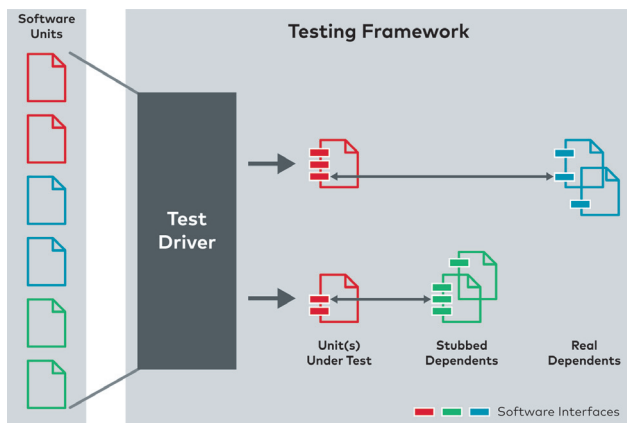 Software
Units
Testing Framework
Test
Driver
Unit(s)
Under Test
Stubbed
Dependents
Real
Dependents
Software Interfaces